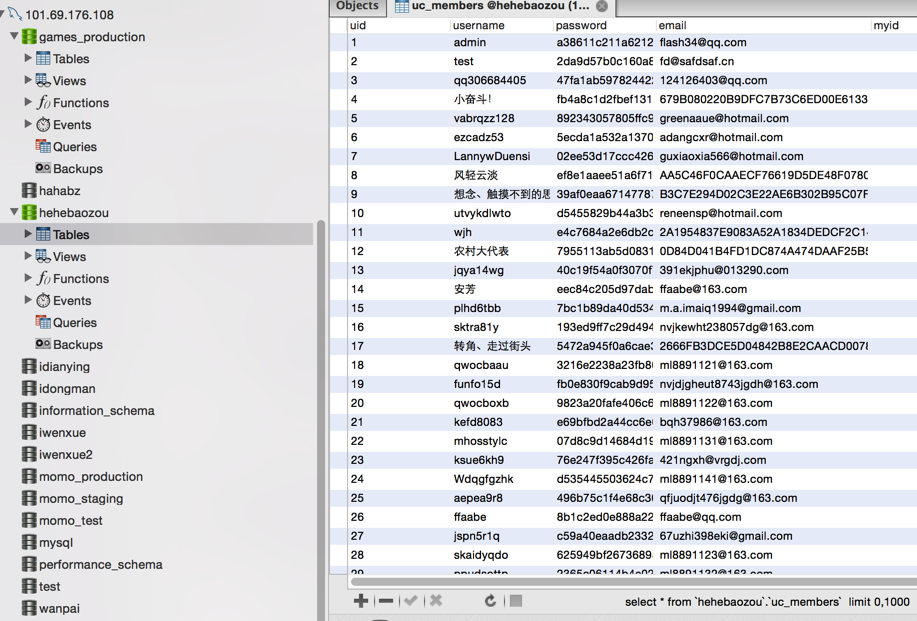 101.69.176.108
games_production
Tables
Views
Functions
Events
Queries
Backups
hahabz
hehebaozou
Tables
Views
Functions
Events
Queries
Backups
idianying
idongman
information_schema
iwenxue
iwenxue2
momo_production
momo_staging
momo_test
mysql
performance_schema
test
wanpai
Objects uc_members @hehebaozou (1...
uid username password email myid
1 admin a38611c211a6212 flash34@qq.com
2 test 2da9d57b0c160a8 fd@safdsaf.cn
3 qq306684405 47fa1ab59782442 124126403@qq.com
4 小奋斗! fb4a8c1d2fbef131 679B080220B9DFC7B73C6ED00E6133
5 vabrqzz128 892343057805ffc9 greenaaue@hotmail.com
6 ezcadz53 5ecda1a532a1370 adangcxr@hotmail.com
7 LannywDuensi 02ee53d17ccc426 guxiaoxia566@hotmail.com
8 风轻云淡 ef8e1aaee51a6f71 AA5C46F0CAAECF76619D5DE48F0780
9 想念、触摸不到的思 39af0eaa6714778 B3C7E294D02C3E22AE6B302B95C07F
10 utvykdlwto d5455829b44a3b3 reneensp@hotmail.com
11 wjh e4c7684a2e6db2c 2A1954837E9083A52A1834DEDCF2C1
12 农村大代表 7955113ab5d0831 0D84D041B4FD1DC874A474DAAF25B5
13 jqya14wg 40c19f54a0f3070f 391ekjphu@013290.com
14 安芳 eec84c205d97dab ffaabe@163.com
15 plhd6tbb 7bc1b89da40d534 m.a.imaiq1994@gmail.com
16 sktra81y 193ed9ff7c29d494 nvjkewht238057dg@163.com
17 转角、走过街头 5472a945f0a6cae 2666FB3DCE5D04842B8E2CAACD007
18 qwocbaau 3216e2238a23fb8 ml8891121@163.com
19 funfo15d fb0e830f9cab9d95 nvjdjgheut8743jgdh@163.com
20 qwocboxb 9823a20fafe406c6 ml8891122@163.com
21 kefd8083 e69bfbd2a44cc6e bqh37986@163.com
22 mhosstylc 07d8c9d14684d19 ml8891131@163.com
23 ksue6kh9 76e247f395c426fa 421ngxh@vrgdj.com
24 Wdqgfgzhk d535445503624c7 ml8891141@163.com
25 aepea9r8 496b75c1f4e68c3 qfjuodjt476jgdg@163.com
26 ffaabe 8b1c2ed0e888a22 ffaabe@qq.com
27 jspn5r1q c59a40eaadb2332 67uzhi398eki@gmail.com
28 skaidyqdo 625949bf2673689 ml8891123@163.com
select * from `hehebaozou`.`uc_members` limit 0,1000